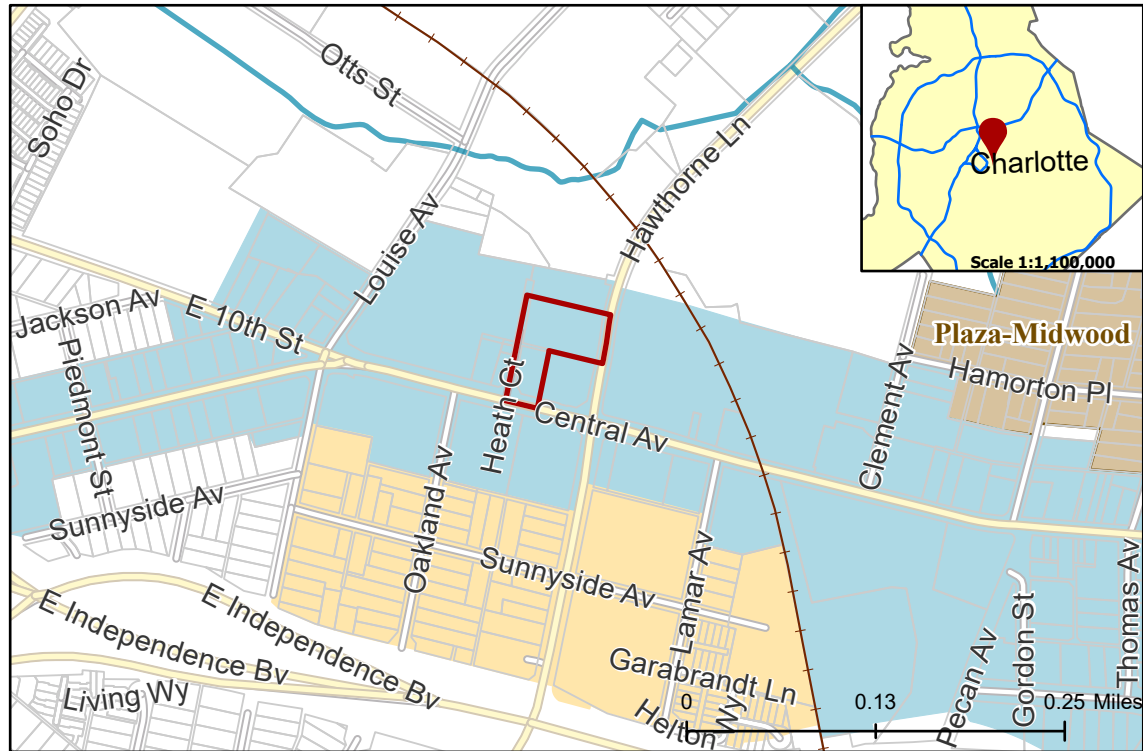 Soho Dr
Otts St
Hawthorne Ln
Charlotte
Scale 1:1,100,000
Louise Av
Jackson Av
E 10th St
Piedmont St
Plaza-Midwood
Hamorton Pl
Clement Av
Heath Ct
Central Av
Oakland Av
Sunnyside Av
Sunnyside Av
Lamar Av
E Independence Bv
E Independence Bv
Living Wy
Garabrandt Ln
Helton
Wy
Pecan Av
Gordon St
Thomas Av
0 0.13 0.25 Miles